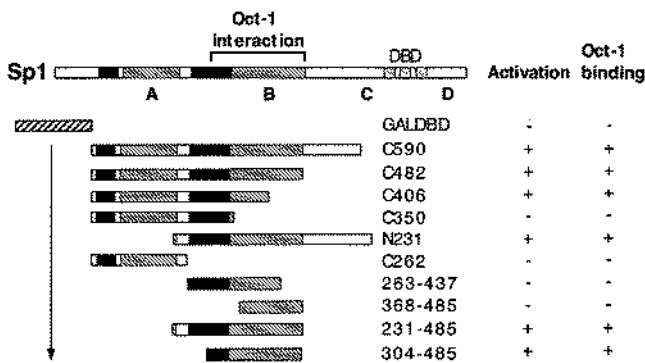 Oct-1
interaction
Sp1 DBD Activation Oct-1 binding
A B C D
GALDBD - -
C590 + +
C482 + +
C406 + +
C350 - -
N231 + +
C262 - -
263-437 - -
368-485 - -
231-485 + +
304-485 + +